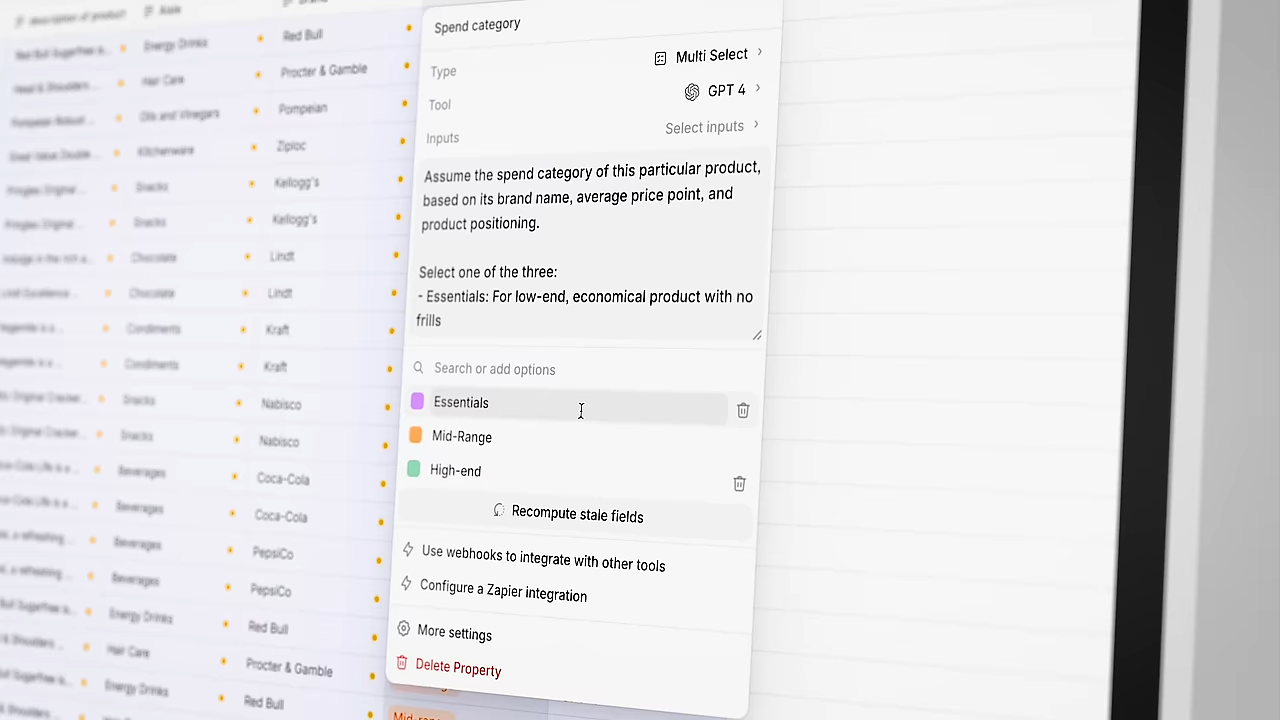 description of product
Aisle
Energy Drinks
Red Bull
Hair Care
Procter & Gamble
Oils and Vinegars
Pompeian
Kitchenware
Ziploc
Snacks
Kellogg's
Snacks
Kellogg's
Chocolate
Lindt
Chocolate
Lindt
Condiments
Kraft
Condiments
Kraft
Snacks
Nabisco
Snacks
Nabisco
Beverages
Coca-Cola
Beverages
Coca-Cola
Beverages
PepsiCo
Beverages
PepsiCo
Energy Drinks
Red Bull
Hair Care
Procter & Gamble
Energy Drinks
Red Bull
Spend category
Type
Multi Select
Tool
GPT 4
Inputs
Select inputs
Assume the spend category of this particular product,
based on its brand name, average price point, and
product positioning.
Select one of the three:
- Essentials: For low-end, economical product with no
frills
Search or add options
Essentials
Mid-Range
High-end
Recompute stale fields
Use webhooks to integrate with other tools
Configure a Zapier integration
More settings
Delete Property
Mid-range